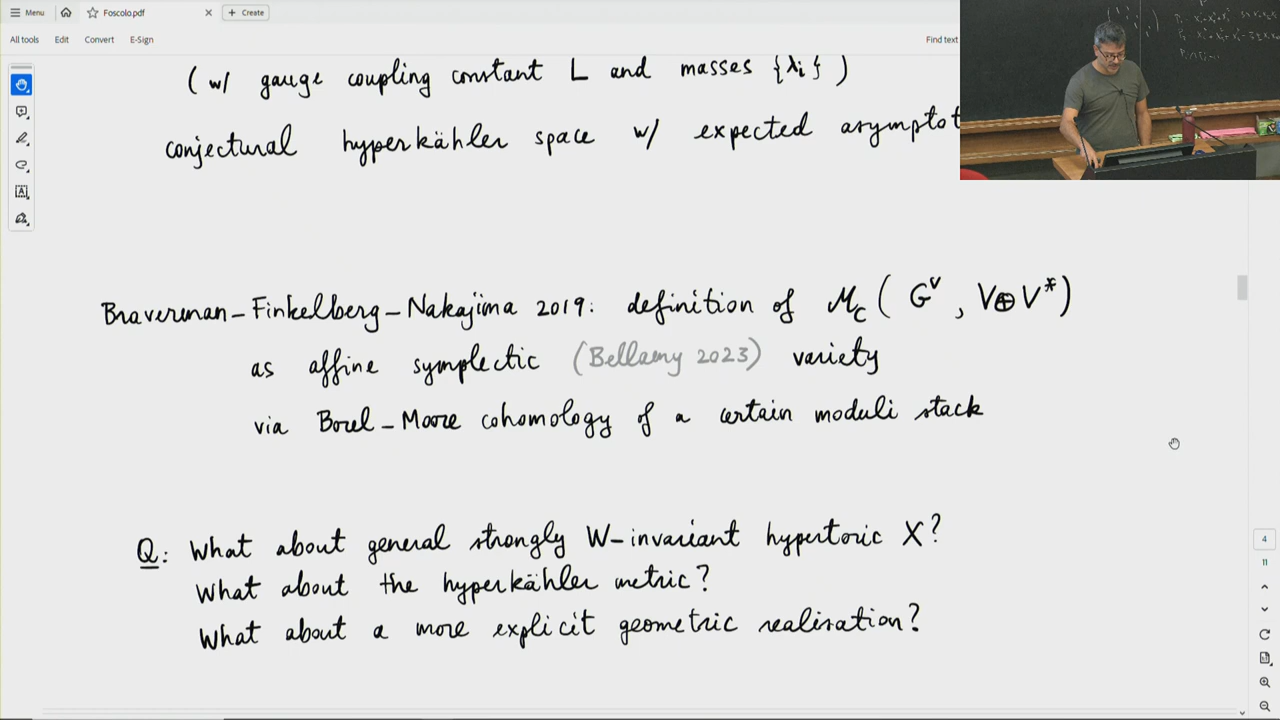 Menu
Foscolo.pdf
Create
All tools Edit Convert E-Sign
Find text
( w/ gauge coupling constant L and masses {λi} )
conjectural hyperkähler space w/ expected asymptot
Braverman-Finkelberg-Nakajima 2019: definition of M_C ( G^v, V⊕V* )
as affine symplectic (Bellamy 2023) variety
via Borel-Moore cohomology of a certain moduli stack
Q: What about general strongly W-invariant hypertoric X?
What about the hyperkähler metric?
What about a more explicit geometric realisation?
4
11